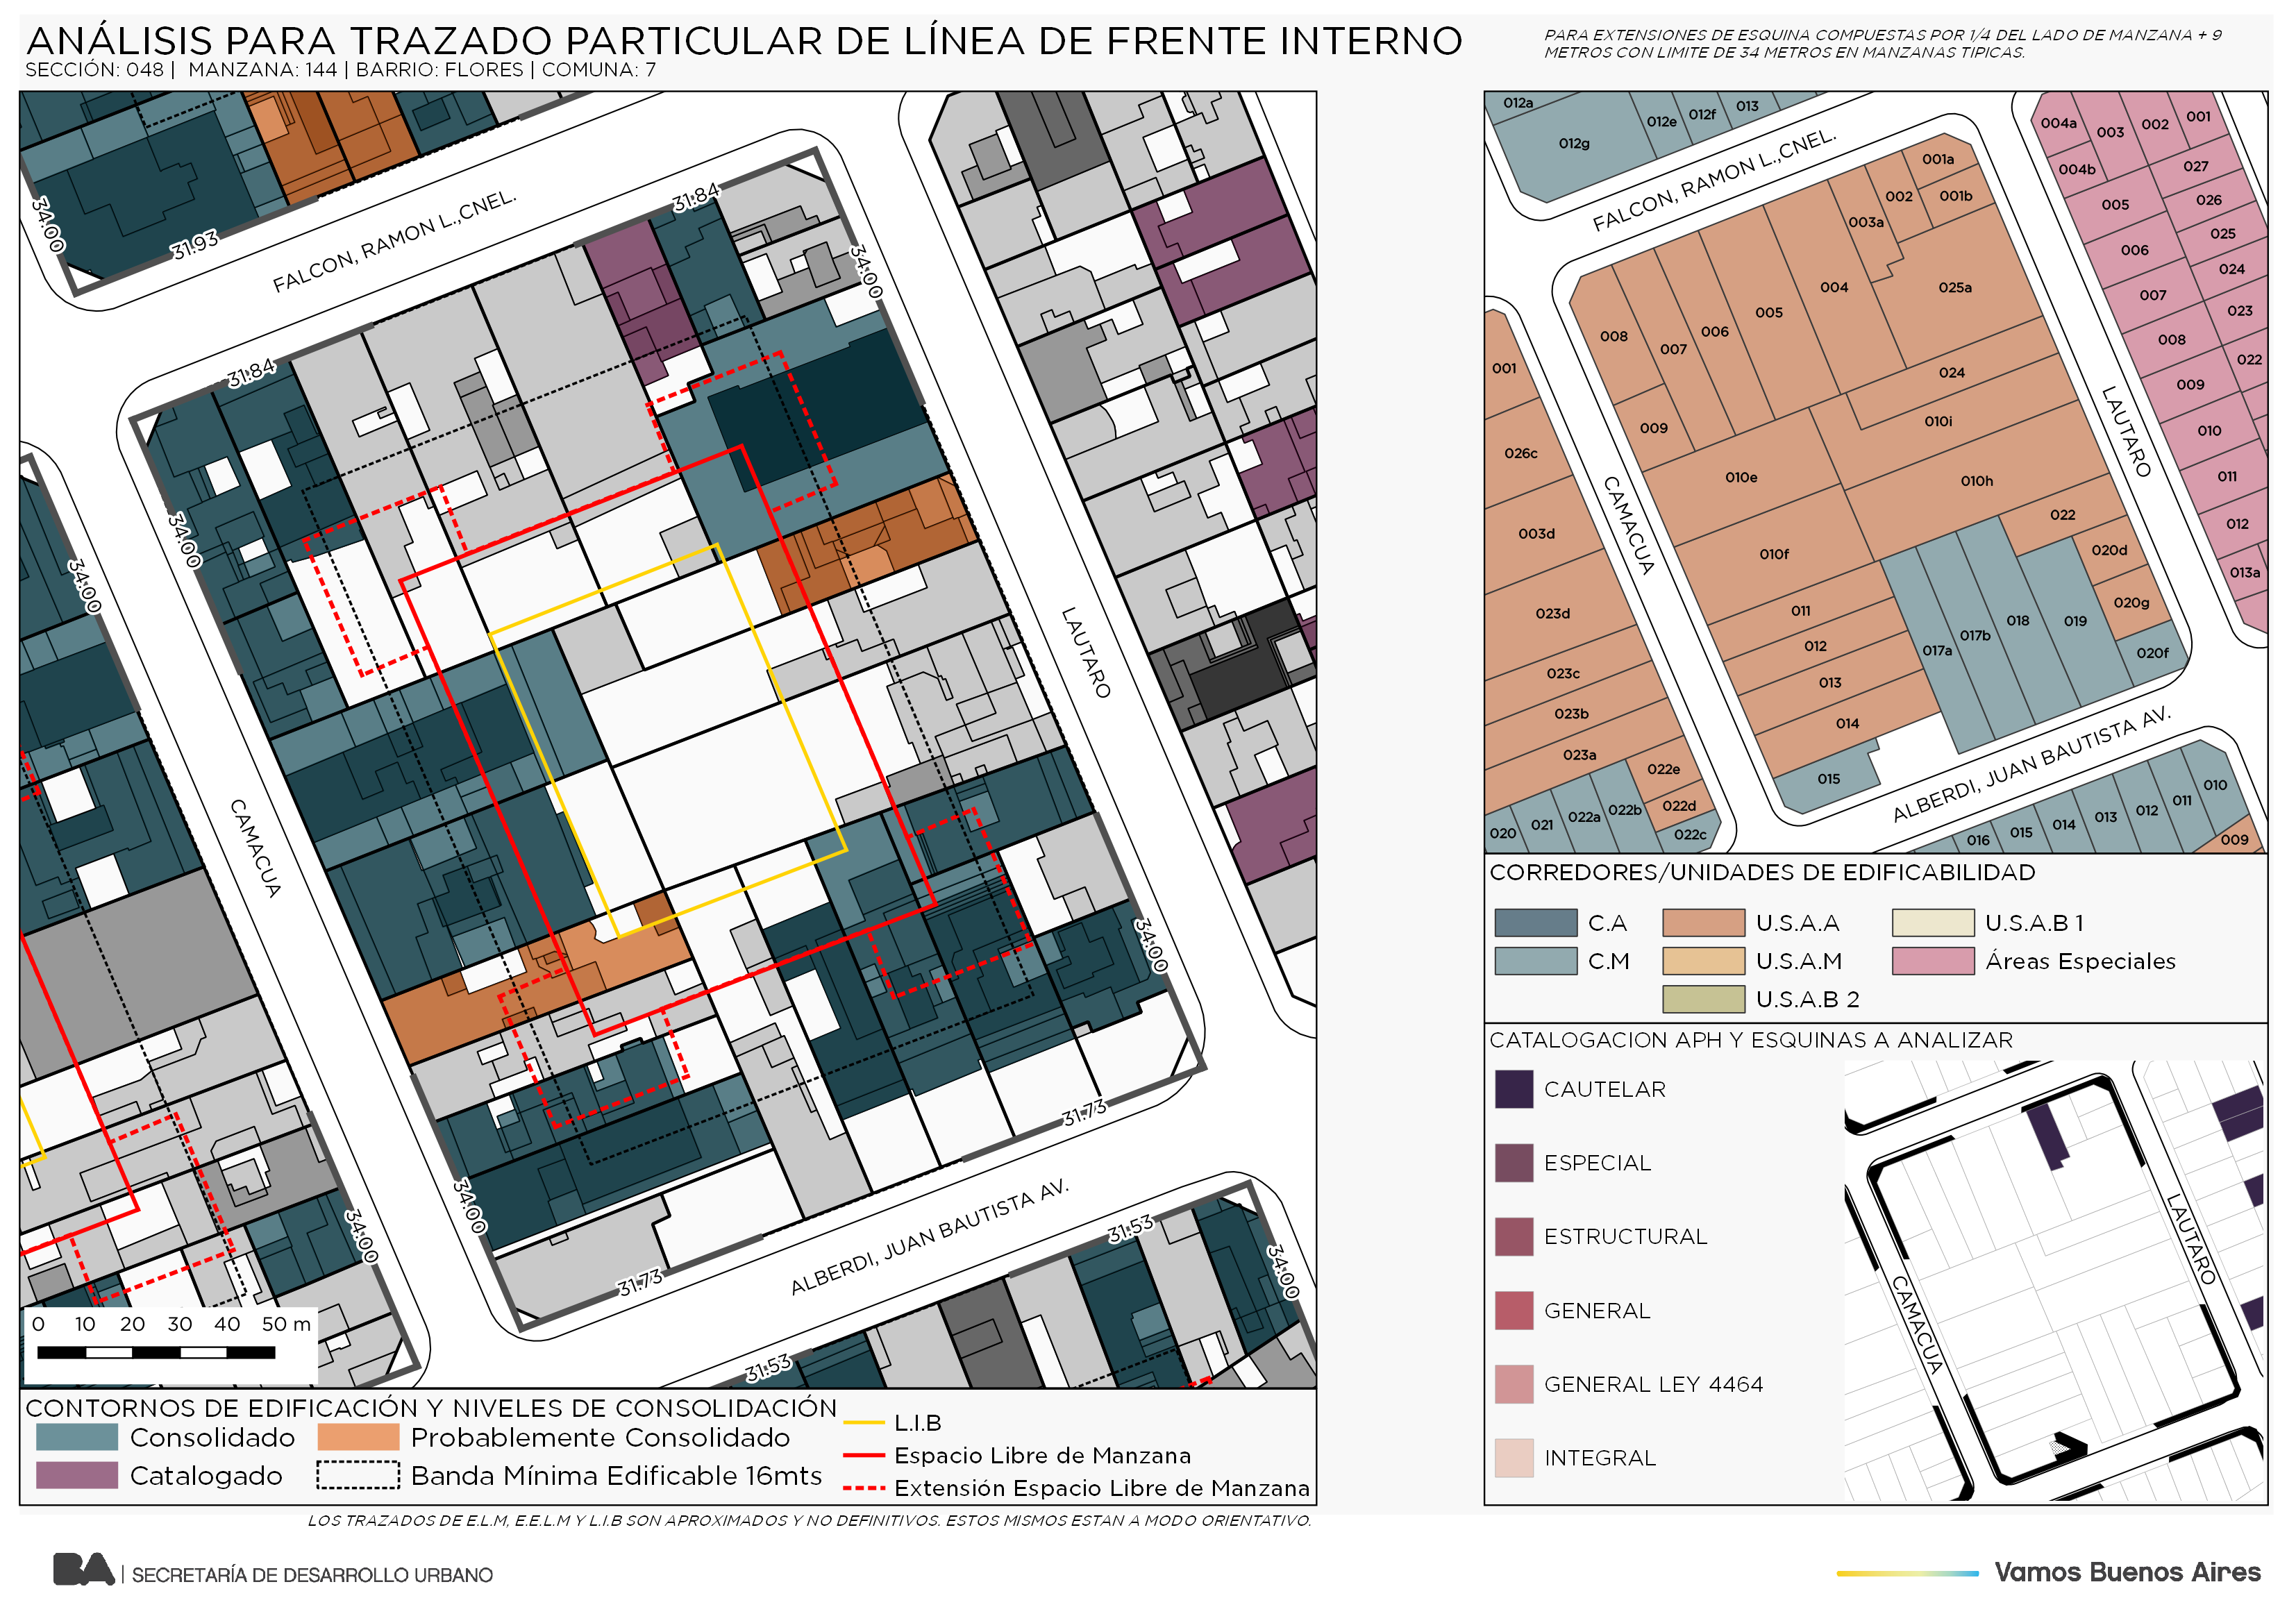 ANÁLISIS PARA TRAZADO PARTICULAR DE LÍNEA DE FRENTE INTERNO
SECCIÓN: 048 | MANZANA: 144 | BARRIO: FLORES | COMUNA: 7
PARA EXTENSIONES DE ESQUINA COMPUESTAS POR 1/4 DEL LADO DE MANZANA + 9
METROS CON LIMITE DE 34 METROS EN MANZANAS TIPICAS.
34.00
31.93
FALCON, RAMON L.,CNEL.
31.84
34.00
31.84
34.00
34.00
CAMACUA
LAUTARO
34.00
31.73
34.00
34.00
31.73
ALBERDI, JUAN BAUTISTA AV.
31.53
34.00
31.53
0 10 20 30 40 50 m
CONTORNOS DE EDIFICACIÓN Y NIVELES DE CONSOLIDACIÓN
Consolidado
Probablemente Consolidado
Catalogado
Banda Mínima Edificable 16mts
L.I.B
Espacio Libre de Manzana
Extensión Espacio Libre de Manzana
LOS TRAZADOS DE E.L.M, E.E.L.M Y L.I.B SON APROXIMADOS Y NO DEFINITIVOS. ESTOS MISMOS ESTAN A MODO ORIENTATIVO.
012a
012g
012e
012f
013
FALCON, RAMON L.,CNEL.
004a
003
002
001
004b
027
005
026
006
025
024
007
023
008
022
009
010
011
012
013a
001a
001b
002
003a
004
025a
005
006
007
008
009
024
010i
010e
010h
010f
022
020d
020g
020f
011
012
013
014
015
017a
017b
018
019
001
026c
003d
023d
023c
023b
023a
022e
022d
022c
022b
022a
021
020
CAMACUA
LAUTARO
ALBERDI, JUAN BAUTISTA AV.
016
015
014
013
012
011
010
009
CORREDORES/UNIDADES DE EDIFICABILIDAD
C.A
U.S.A.A
U.S.A.B 1
C.M
U.S.A.M
Áreas Especiales
U.S.A.B 2
CATALOGACION APH Y ESQUINAS A ANALIZAR
CAUTELAR
ESPECIAL
ESTRUCTURAL
GENERAL
GENERAL LEY 4464
INTEGRAL
LAUTARO
CAMACUA
BA | SECRETARÍA DE DESARROLLO URBANO
Vamos Buenos Aires